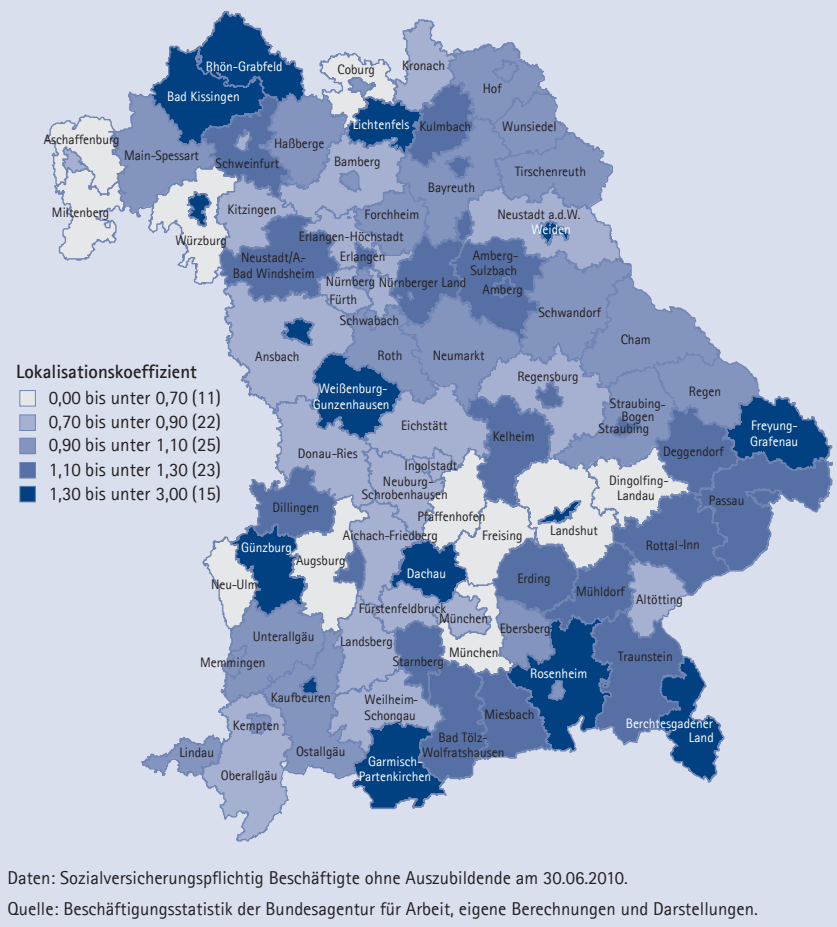 Rhön-Grabfeld
Bad Kissingen
Coburg
Kronach
Hof
Lichtenfels
Kulmbach
Wunsiedel
Aschaffenburg
Main-Spessart
Schweinfurt
Haßberge
Bamberg
Bayreuth
Tirschenreuth
Miltenberg
Würzburg
Kitzingen
Forchheim
Neustadt a.d.W.
Weiden
Erlangen-Höchstadt
Neustadt/A.-
Bad Windsheim
Erlangen
Amberg-
Sulzbach
Nürnberg
Nürnberger Land
Amberg
Fürth
Schwandorf
Schwabach
Ansbach
Roth
Neumarkt
Cham
Lokalisationskoeffizient
0,00 bis unter 0,70 (11)
0,70 bis unter 0,90 (22)
0,90 bis unter 1,10 (25)
1,10 bis unter 1,30 (23)
1,30 bis unter 3,00 (15)
Weißenburg-
Gunzenhausen
Regensburg
Regen
Straubing-
Bogen
Straubing
Freyung-
Grafenau
Eichstätt
Kelheim
Deggendorf
Donau-Ries
Ingolstadt
Neuburg-
Schrobenhausen
Dingolfing-
Landau
Passau
Dillingen
Pfaffenhofen
Aichach-Friedberg
Freising
Landshut
Rottal-Inn
Günzburg
Augsburg
Dachau
Erding
Neu-Ulm
Mühldorf
Altötting
Fürstenfeldbruck
München
Ebersberg
Unterallgäu
Landsberg
München
Traunstein
Memmingen
Starnberg
Rosenheim
Kaufbeuren
Weilheim-
Schongau
Miesbach
Berchtesgadener
Land
Kempten
Bad Tölz-
Wolfratshausen
Lindau
Ostallgäu
Garmisch-
Partenkirchen
Oberallgäu
Daten: Sozialversicherungspflichtig Beschäftigte ohne Auszubildende am 30.06.2010.
Quelle: Beschäftigungsstatistik der Bundesagentur für Arbeit, eigene Berechnungen und Darstellungen.